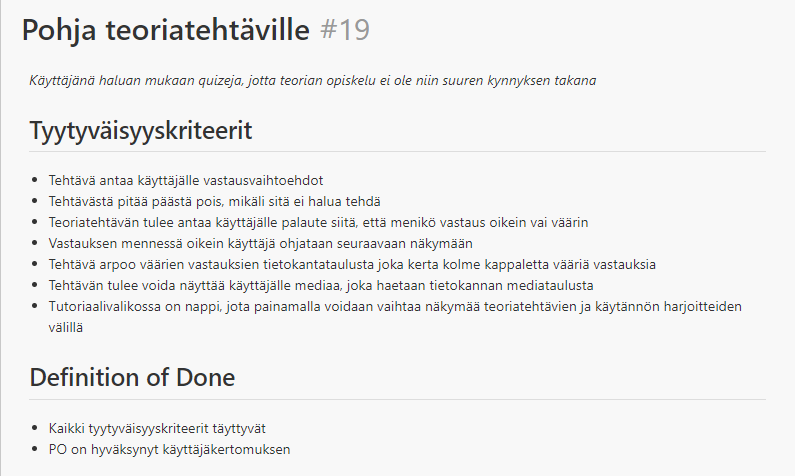 Pohja teoriatehtäville #19
Käyttäjänä haluan mukaan quizeja, jotta teorian opiskelu ei ole niin suuren kynnyksen takana
Tyytyväisyyskriteerit
Tehtävä antaa käyttäjälle vastausvaihtoehdot
Tehtävästä pitää päästä pois, mikäli sitä ei halua tehdä
Teoriatehtävän tulee antaa käyttäjälle palaute siitä, että menikö vastaus oikein vai väärin
Vastauksen mennessä oikein käyttäjä ohjataan seuraavaan näkymään
Tehtävä arpoo väärien vastauksien tietokantataulusta joka kerta kolme kappaletta vääriä vastauksia
Tehtävän tulee voida näyttää käyttäjälle mediaa, joka haetaan tietokannan mediataulusta
Tutoriaalivalikossa on nappi, jota painamalla voidaan vaihtaa näkymää teoriatehtävien ja käytännön harjoitteiden
välillä
Definition of Done
Kaikki tyytyväisyyskriteerit täyttyvät
PO on hyväksynyt käyttäjäkertomuksen